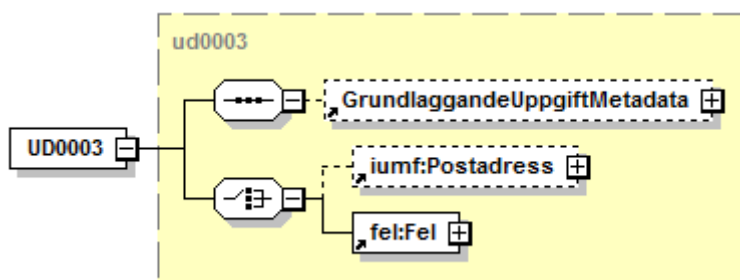 ud0003
GrundlaggandeUppgiftMetadata
UD0003
iumf:Postadress
fel:Fel